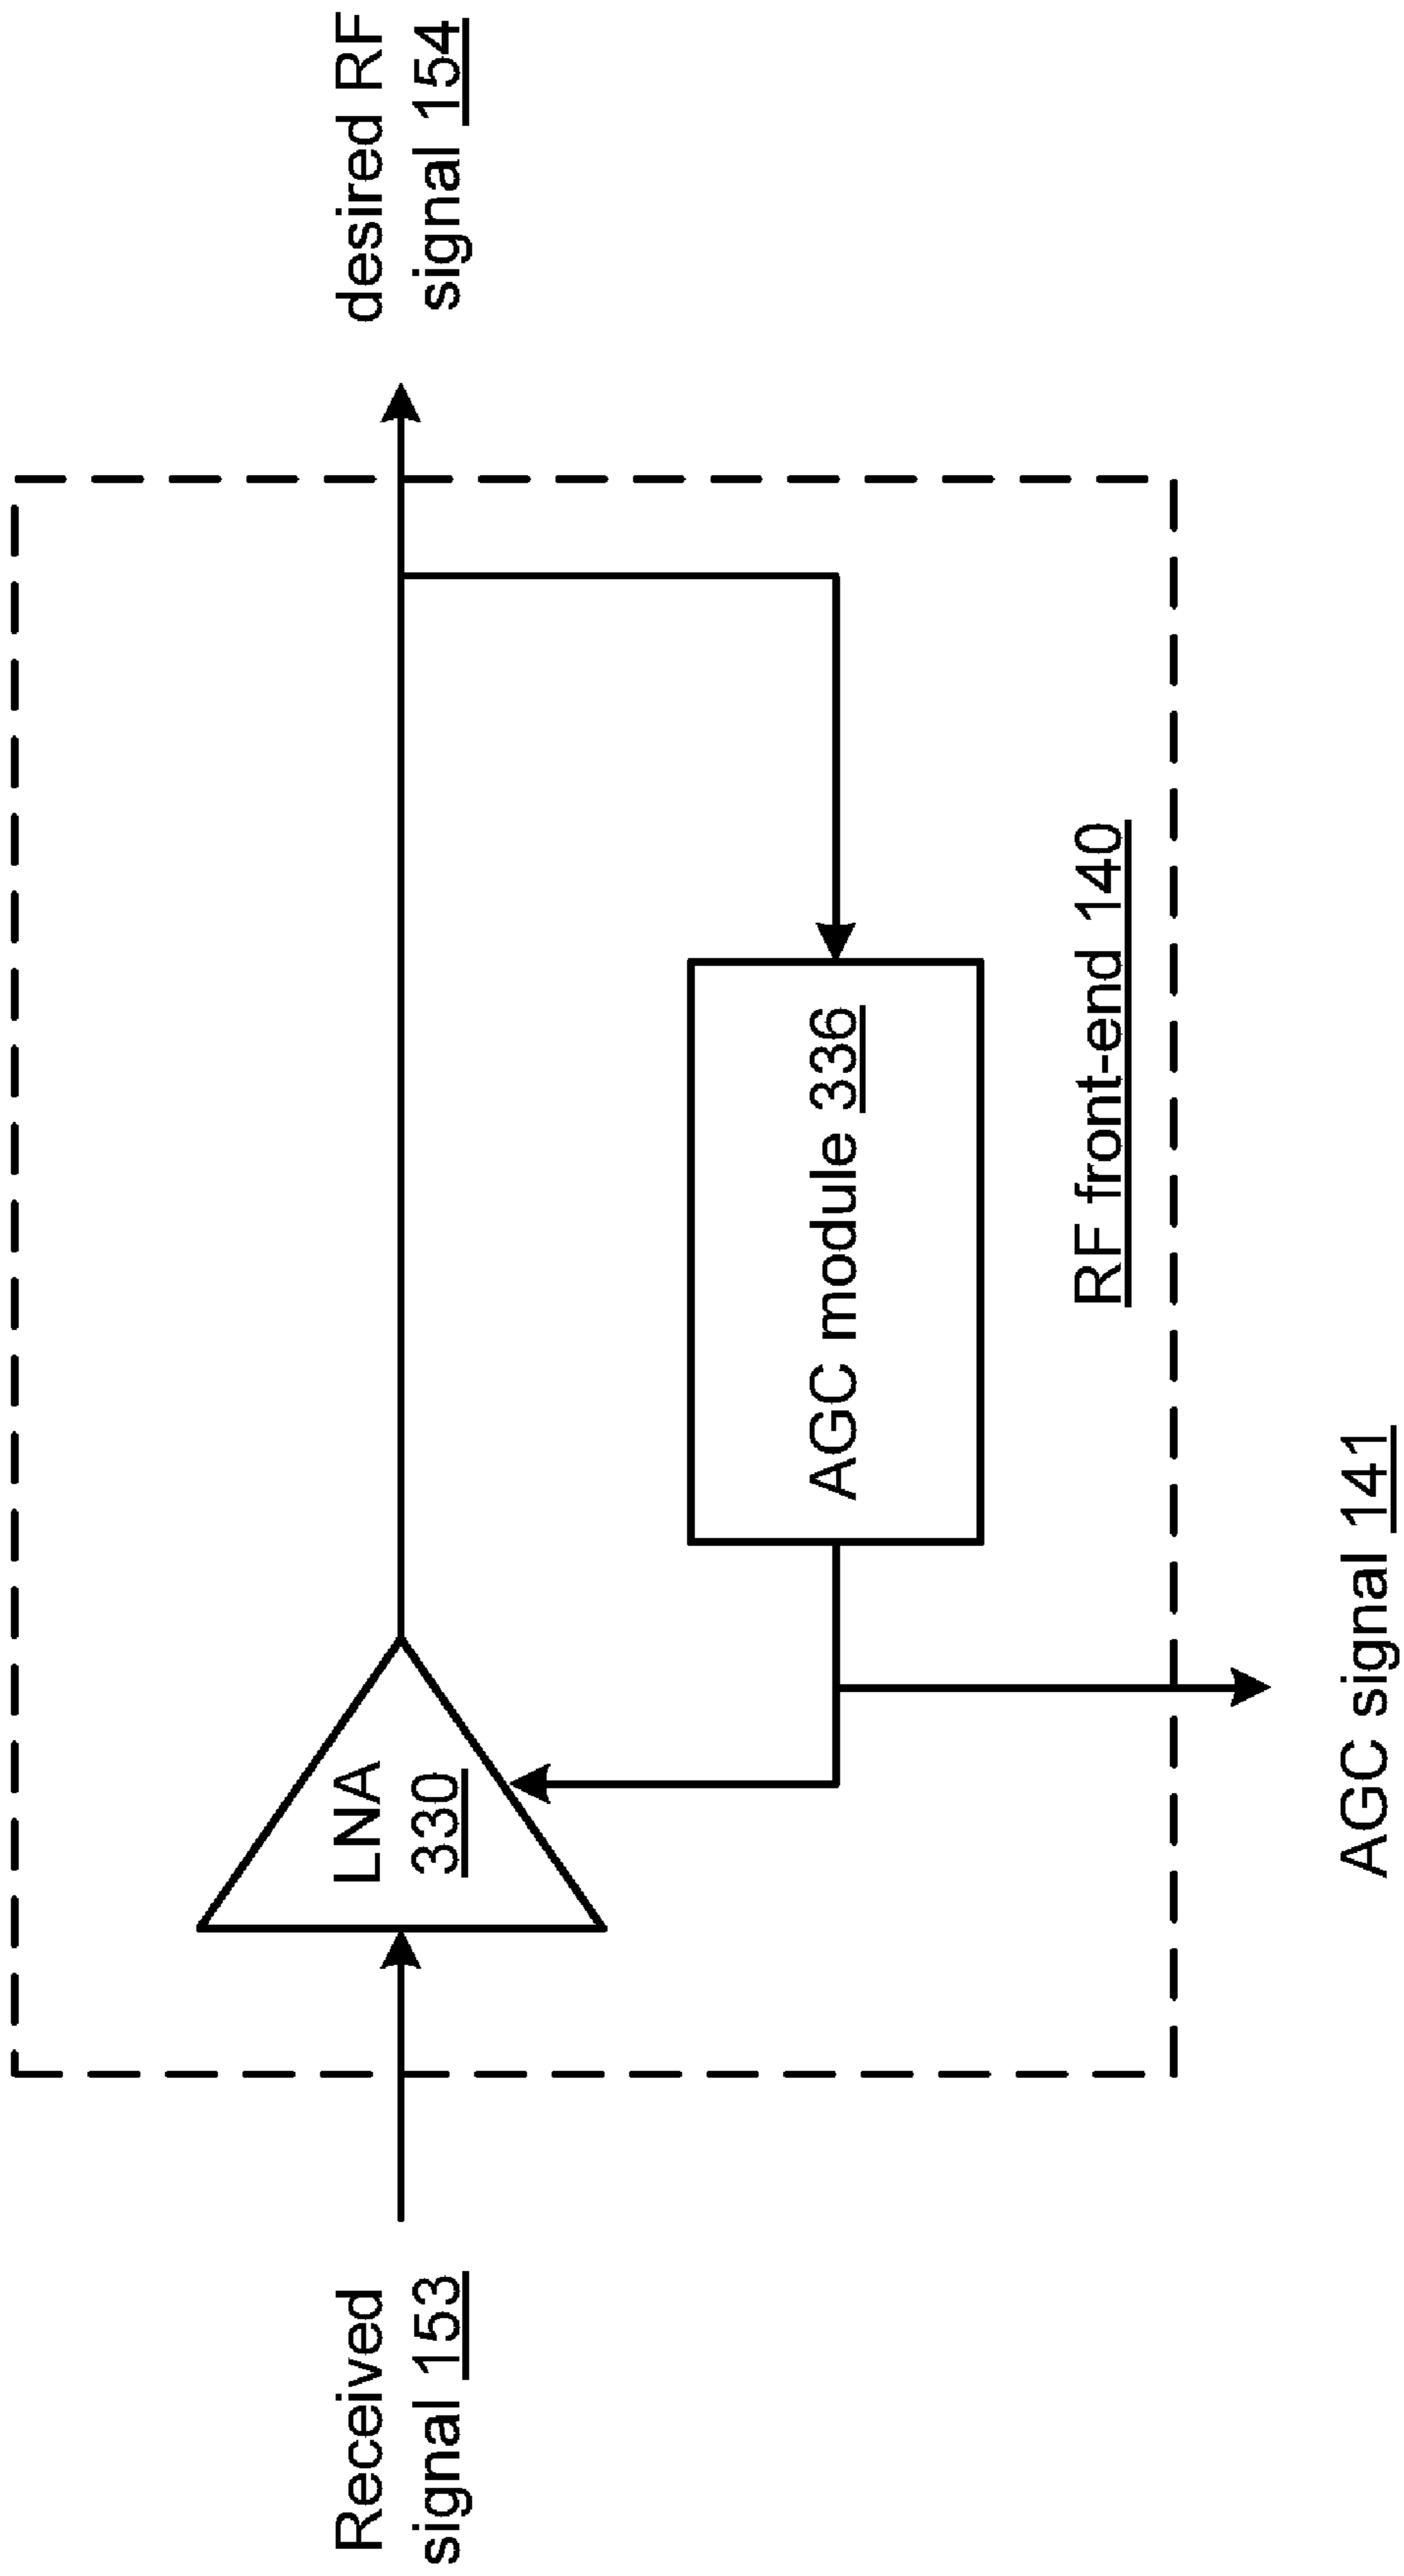 Received
signal 153
LNA
330
desired RF
signal 154
AGC module 336
RF front-end 140
AGC signal 141